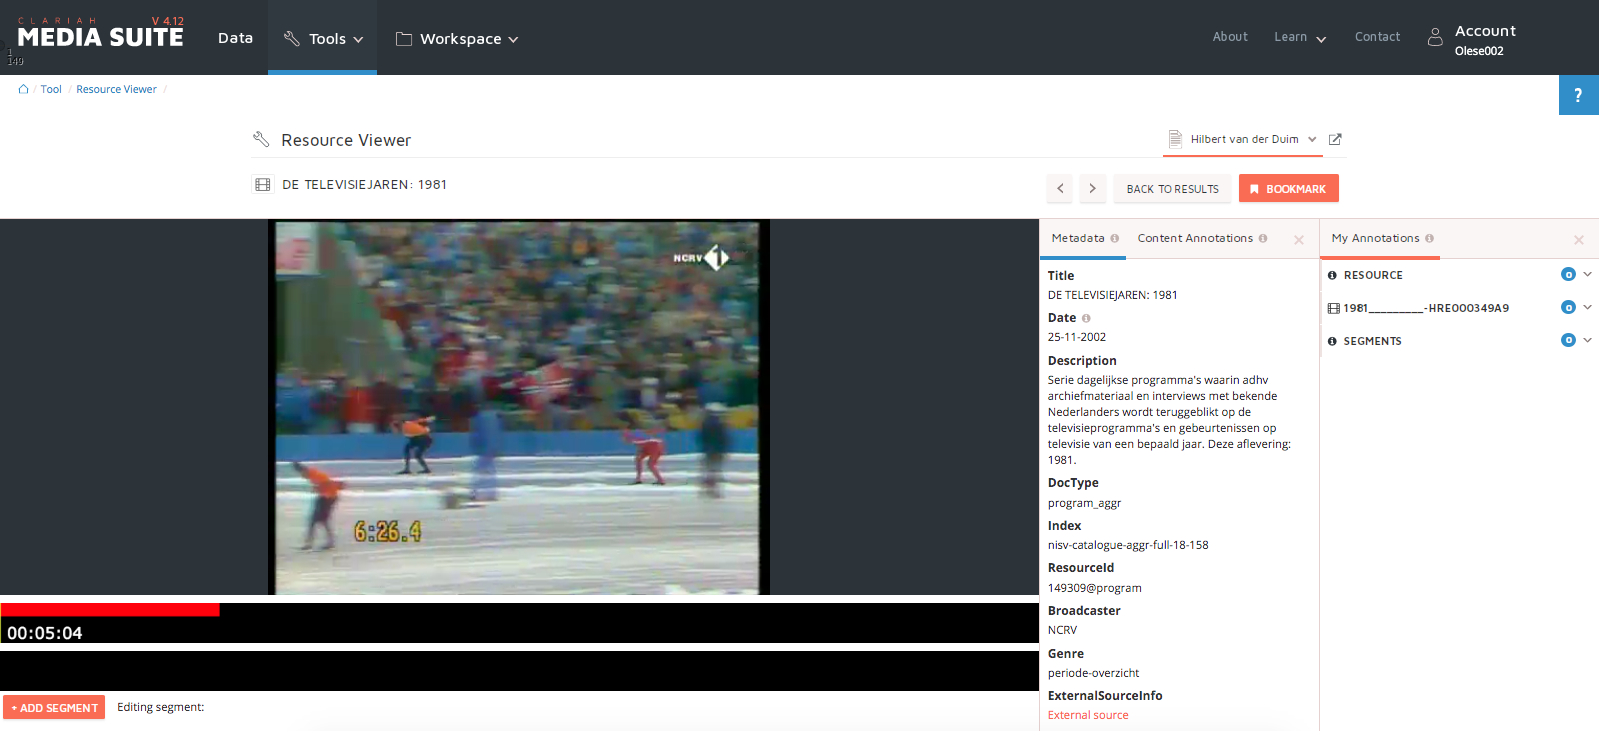 CLARIAH V 4.12
MEDIA SUITE
1
149
Data
Tools
Workspace
About
Learn
Contact
Account
Olese002
/ Tool / Resource Viewer /
?
Resource Viewer
Hilbert van der Duim
DE TELEVISIEJAREN: 1981
< > BACK TO RESULTS BOOKMARK
NCRV 1
6:26.4
00:05:04
+ ADD SEGMENT Editing segment:
Metadata Content Annotations
Title
DE TELEVISIEJAREN: 1981
Date
25-11-2002
Description
Serie dagelijkse programma's waarin adhv
archiefmateriaal en interviews met bekende
Nederlanders wordt teruggeblikt op de
televisieprogramma's en gebeurtenissen op
televisie van een bepaald jaar. Deze aflevering:
1981.
DocType
program_aggr
Index
nisv-catalogue-aggr-full-18-158
ResourceId
149309@program
Broadcaster
NCRV
Genre
periode-overzicht
ExternalSourceInfo
External source
My Annotations
RESOURCE 0
1981_________-HRE000349A9 0
SEGMENTS 0